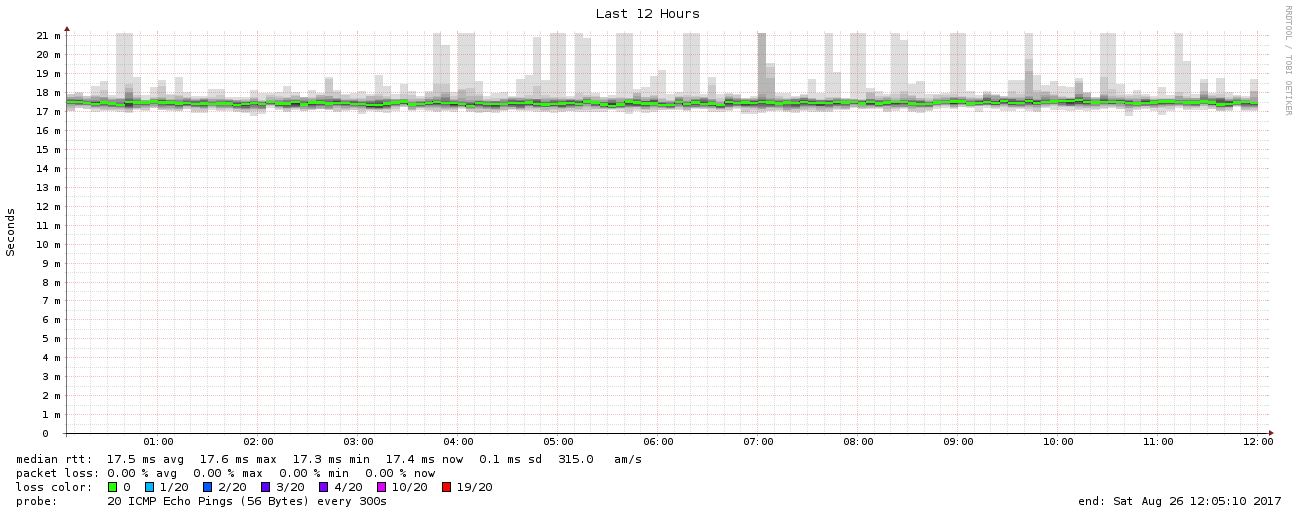 Last 12 Hours
RRDTOOL / TOBI OETIKER
Seconds
21 m
20 m
19 m
18 m
17 m
16 m
15 m
14 m
13 m
12 m
11 m
10 m
9 m
8 m
7 m
6 m
5 m
4 m
3 m
2 m
1 m
0
01:00 02:00 03:00 04:00 05:00 06:00 07:00 08:00 09:00 10:00 11:00 12:00
median rtt: 17.5 ms avg 17.6 ms max 17.3 ms min 17.4 ms now 0.1 ms sd 315.0 am/s
packet loss: 0.00 % avg 0.00 % max 0.00 % min 0.00 % now
loss color: 0 1/20 2/20 3/20 4/20 10/20 19/20
probe: 20 ICMP Echo Pings (56 Bytes) every 300s end: Sat Aug 26 12:05:10 2017